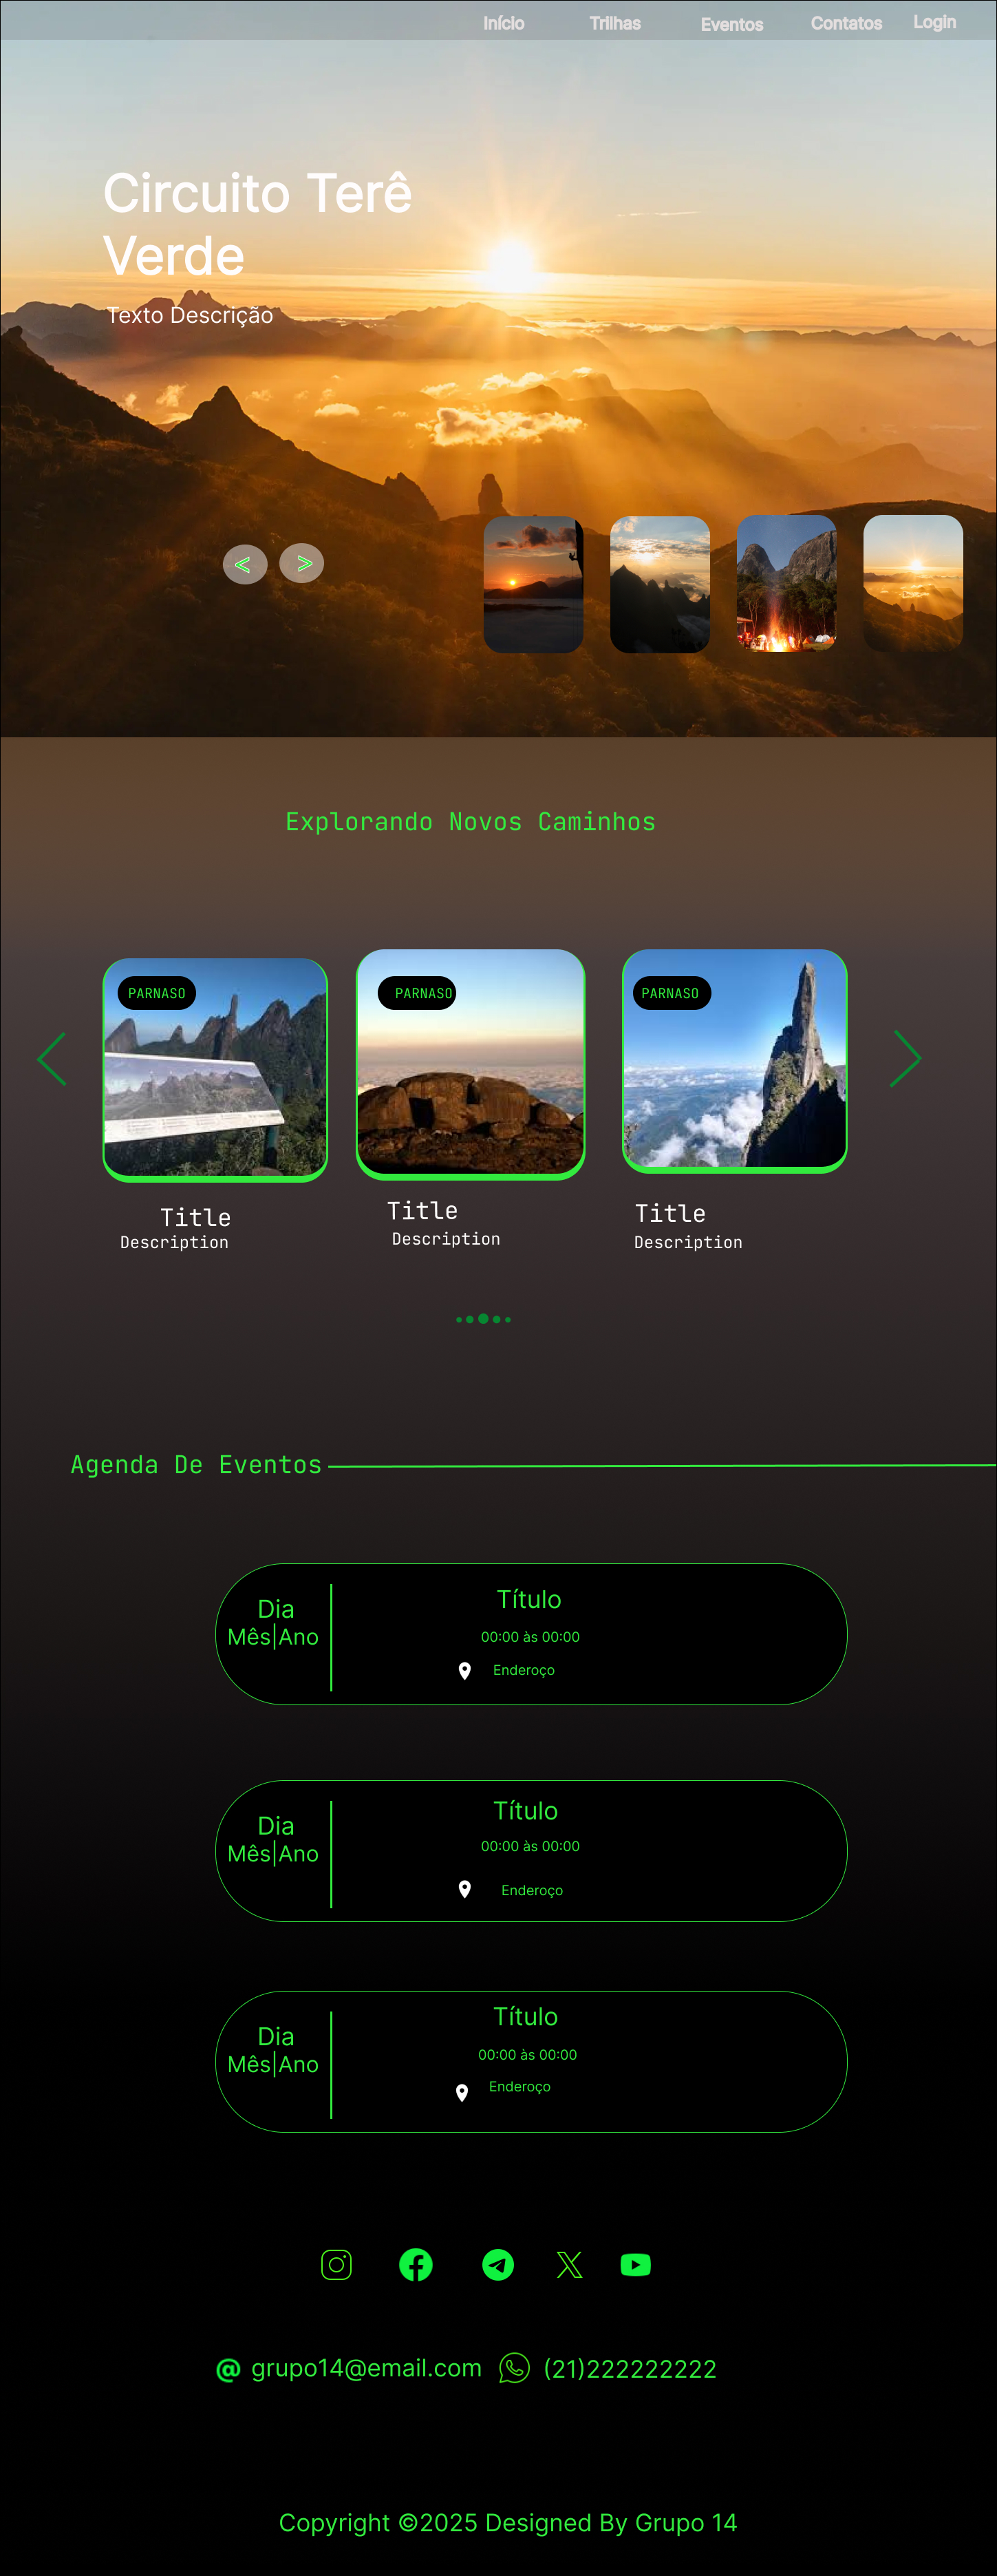 Início Trilhas Eventos Contatos Login
Circuito Terê
Verde
Texto Descrição
< >
Explorando Novos Caminhos
PARNASO PARNASO PARNASO
Title Title Title
Description Description Description
Agenda De Eventos
Dia
Mês|Ano
Título
00:00 às 00:00
Enderoço
Dia
Mês|Ano
Título
00:00 às 00:00
Enderoço
Dia
Mês|Ano
Título
00:00 às 00:00
Enderoço
@ grupo14@email.com (21)222222222
Copyright ©2025 Designed By Grupo 14